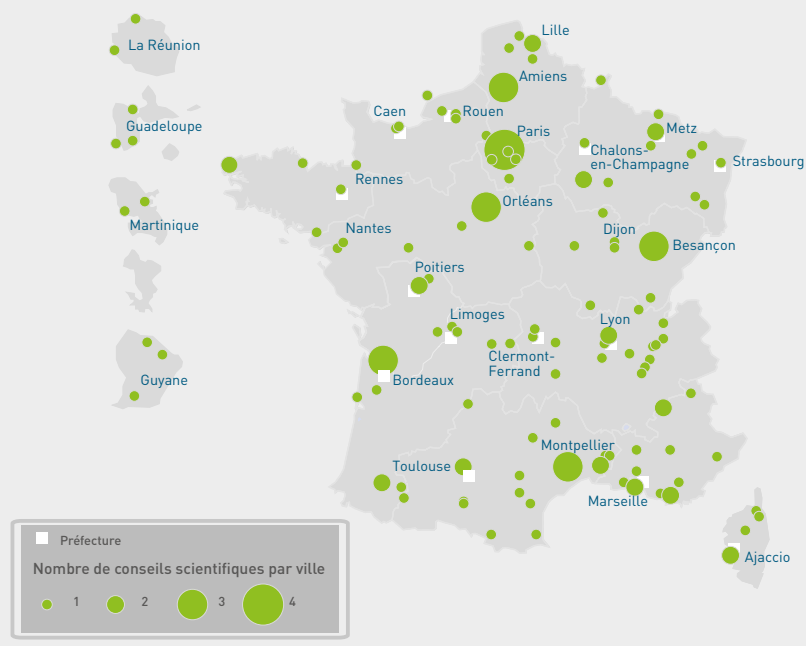 Lille
La Réunion
Amiens
Caen
Rouen
Guadeloupe
Paris
Metz
Chalons-
en-Champagne
Strasbourg
Rennes
Orléans
Martinique
Nantes
Dijon
Besançon
Poitiers
Limoges
Lyon
Clermont-
Ferrand
Guyane
Bordeaux
Montpellier
Toulouse
Marseille
Ajaccio
Préfecture
Nombre de conseils scientifiques par ville
1 2 3 4